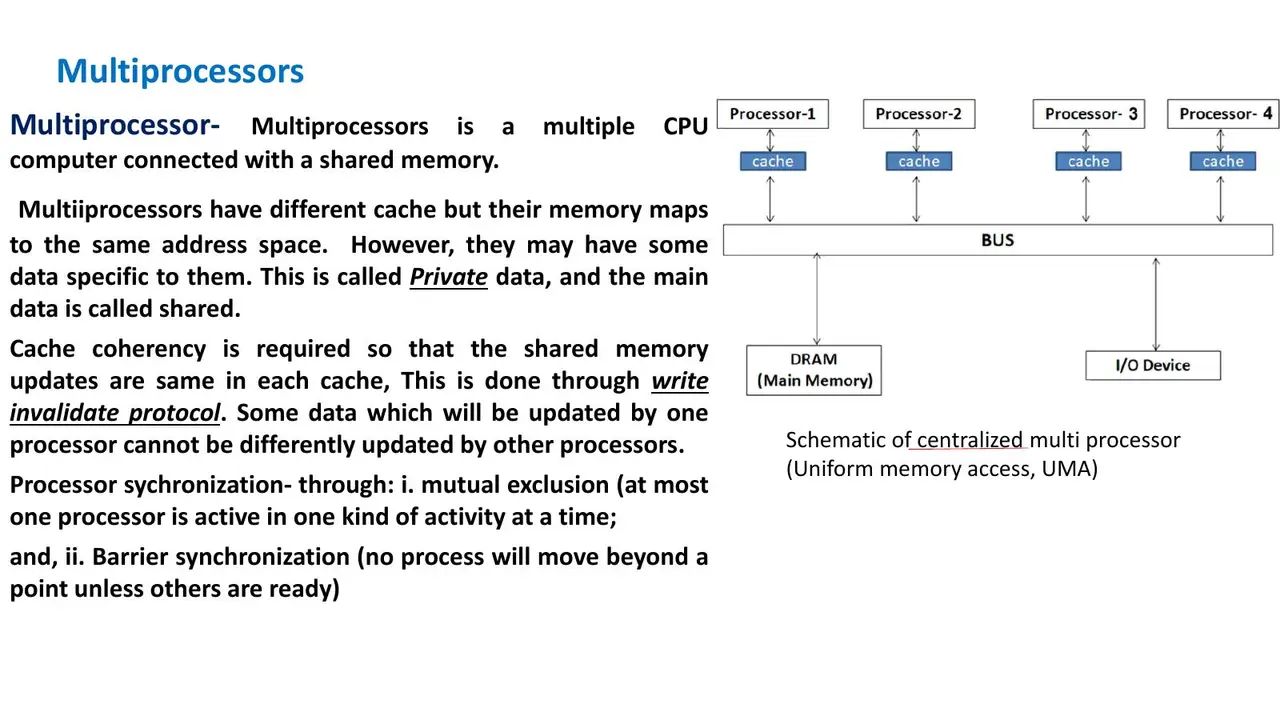 Multiprocessors
Multiprocessor- Multiprocessors is a multiple CPU
computer connected with a shared memory.
Multiiprocessors have different cache but their memory maps
to the same address space. However, they may have some
data specific to them. This is called Private data, and the main
data is called shared.
Cache coherency is required so that the shared memory
updates are same in each cache, This is done through write
invalidate protocol. Some data which will be updated by one
processor cannot be differently updated by other processors.
Processor sychronization- through: i. mutual exclusion (at most
one processor is active in one kind of activity at a time;
and, ii. Barrier synchronization (no process will move beyond a
point unless others are ready)
Processor-1
Processor-2
Processor- 3
Processor- 4
cache
cache
cache
cache
BUS
DRAM
(Main Memory)
I/O Device
Schematic of centralized multi processor
(Uniform memory access, UMA)